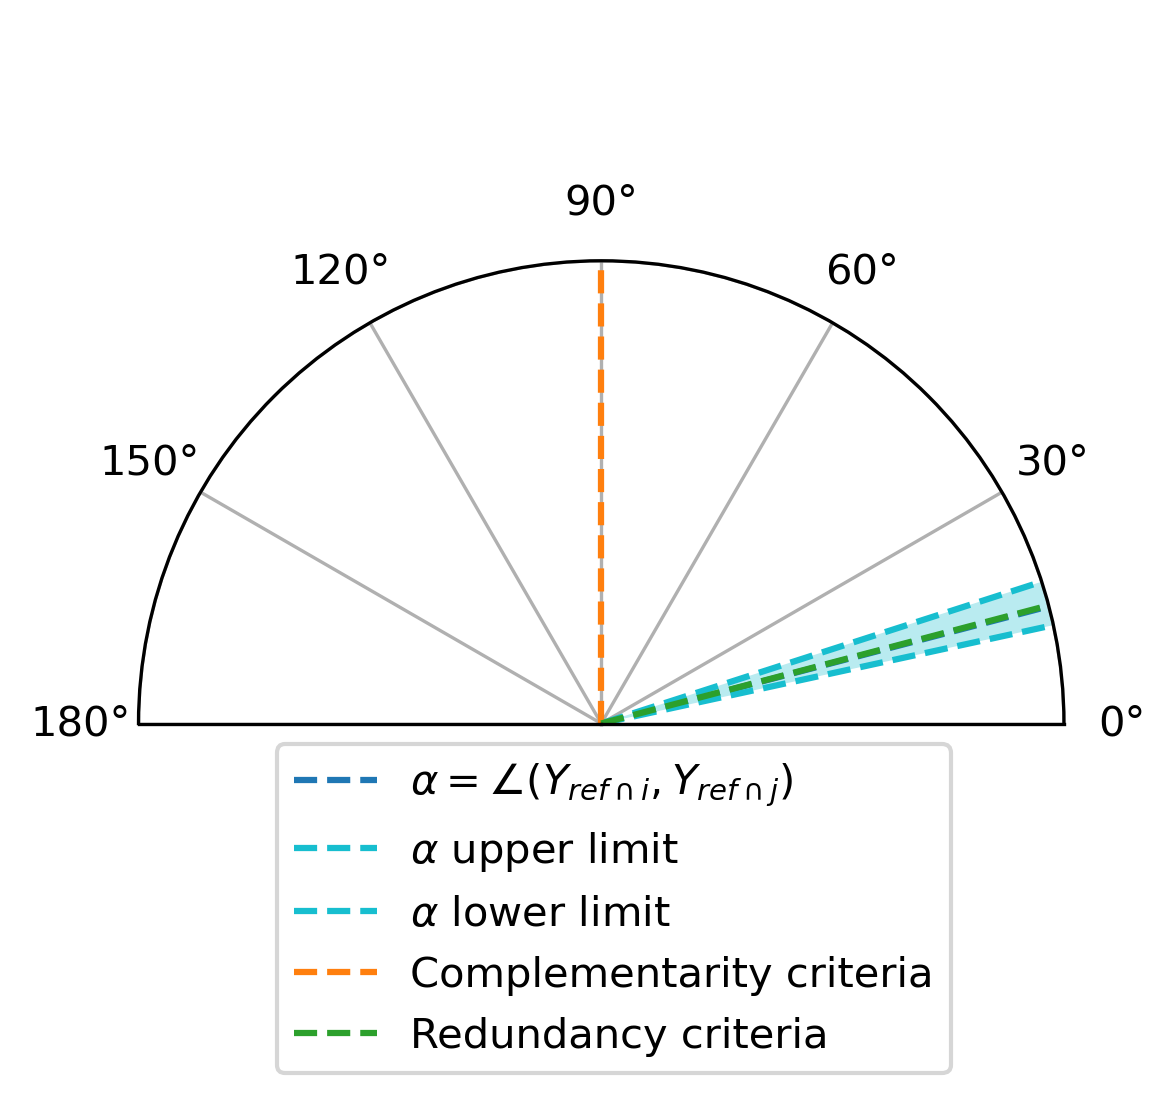 90°
120°
60°
150°
30°
180°
0°
α = ∠(Y_{ref∩i}, Y_{ref∩j})
α upper limit
α lower limit
Complementarity criteria
Redundancy criteria